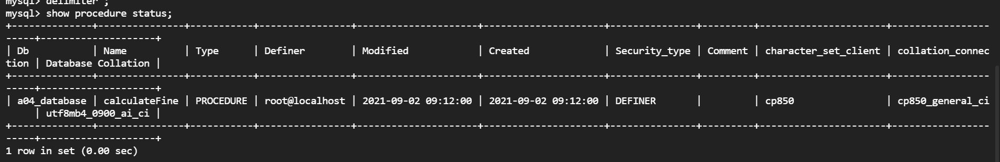 mysql> delimiter ;
mysql> show procedure status;
+---------------+---------------+-----------+----------------+---------------------+---------------------+---------------+---------+----------------------+-----------------
-----+--------------------+
| Db           | Name          | Type      | Definer        | Modified            | Created             | Security_type | Comment | character_set_client | collation_connec
tion | Database Collation |
+---------------+---------------+-----------+----------------+---------------------+---------------------+---------------+---------+----------------------+-----------------
-----+--------------------+
| a04_database | calculateFine | PROCEDURE | root@localhost | 2021-09-02 09:12:00 | 2021-09-02 09:12:00 | DEFINER       |         | cp850                | cp850_general_ci
     | utf8mb4_0900_ai_ci |
+---------------+---------------+-----------+----------------+---------------------+---------------------+---------------+---------+----------------------+-----------------
-----+--------------------+
1 row in set (0.00 sec)